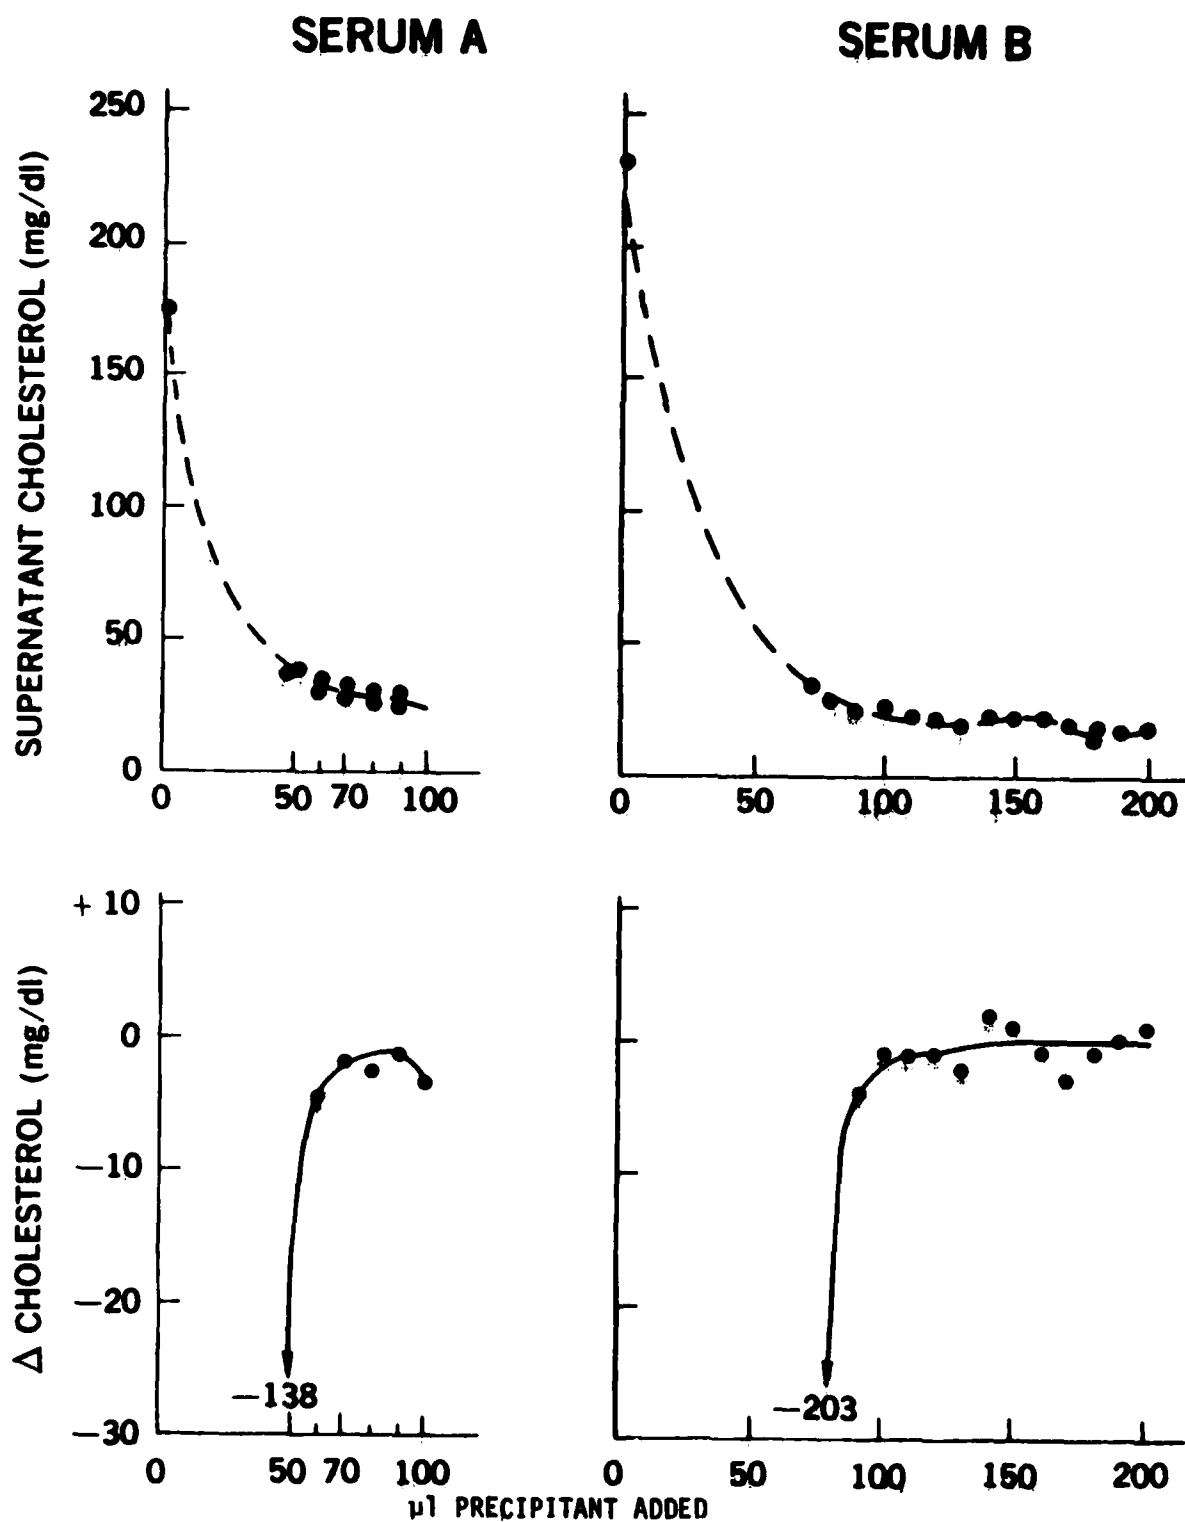 SERUM A
SERUM B
SUPERNATANT CHOLESTEROL (mg/dl)
250
200
150
100
50
0
0 50 70 100
0 50 100 150 200
Δ CHOLESTEROL (mg/dl)
+ 10
0
—10
—20
—30
—138
—203
0 50 70 100
0 50 100 150 200
µl PRECIPITANT ADDED